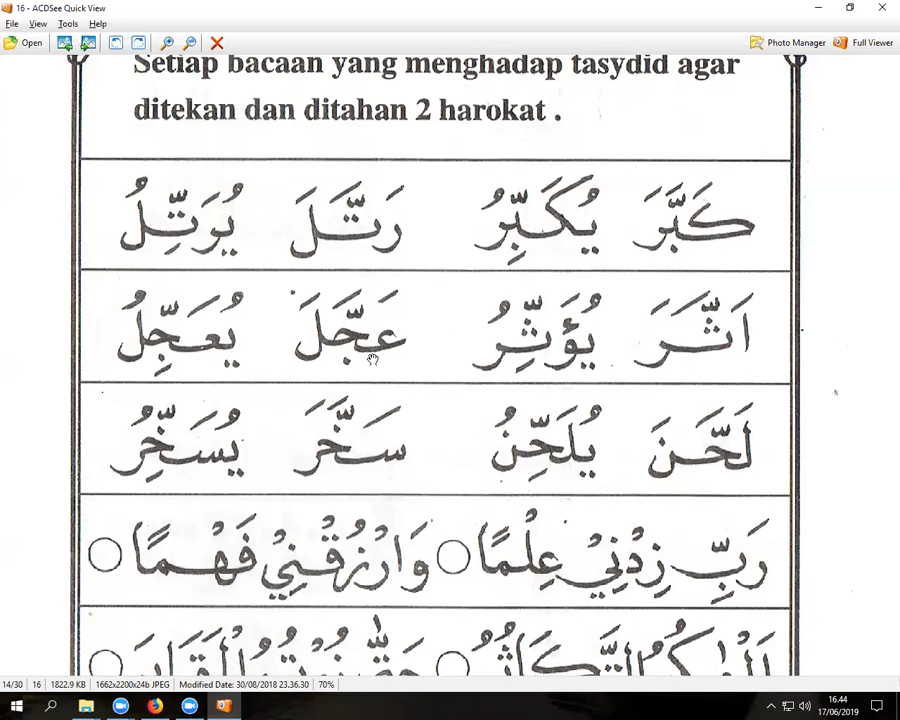 16 - ACDSee Quick View
File View Tools Help
Open Photo Manager Full Viewer
Setiap bacaan yang menghadap tasydid agar
ditekan dan ditahan 2 harokat .
كَبَّرَ يُكَبِّرُ رَتَّلَ يُرَتِّلُ
اَثَّرَ يُؤَثِّرُ عَجَّلَ يُعَجِّلُ
لَحَّنَ يُلَحِّنُ سَخَّرَ يُسَخِّرُ
رَبِّ زِدْنِيْ عِلْمًا وَارْزُقْنِيْ فَهْمًا
14/30 16 1822.9 KB 1662x2200x24b JPEG Modified Date: 30/08/2018 23.36.30 70%
16.44
17/06/2019